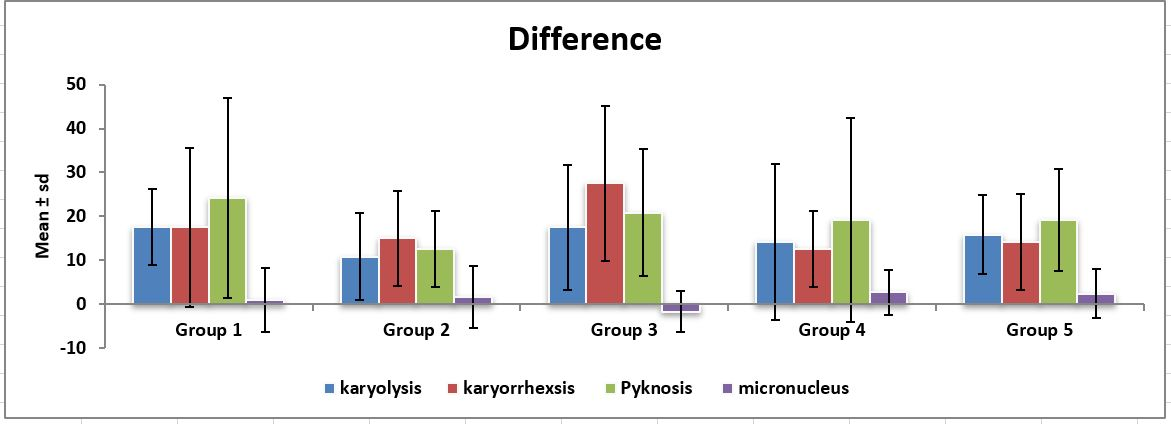 Difference
Mean ± sd
50
40
30
20
10
0
-10
Group 1 Group 2 Group 3 Group 4 Group 5
karyolysis karyorrhexsis Pyknosis micronucleus